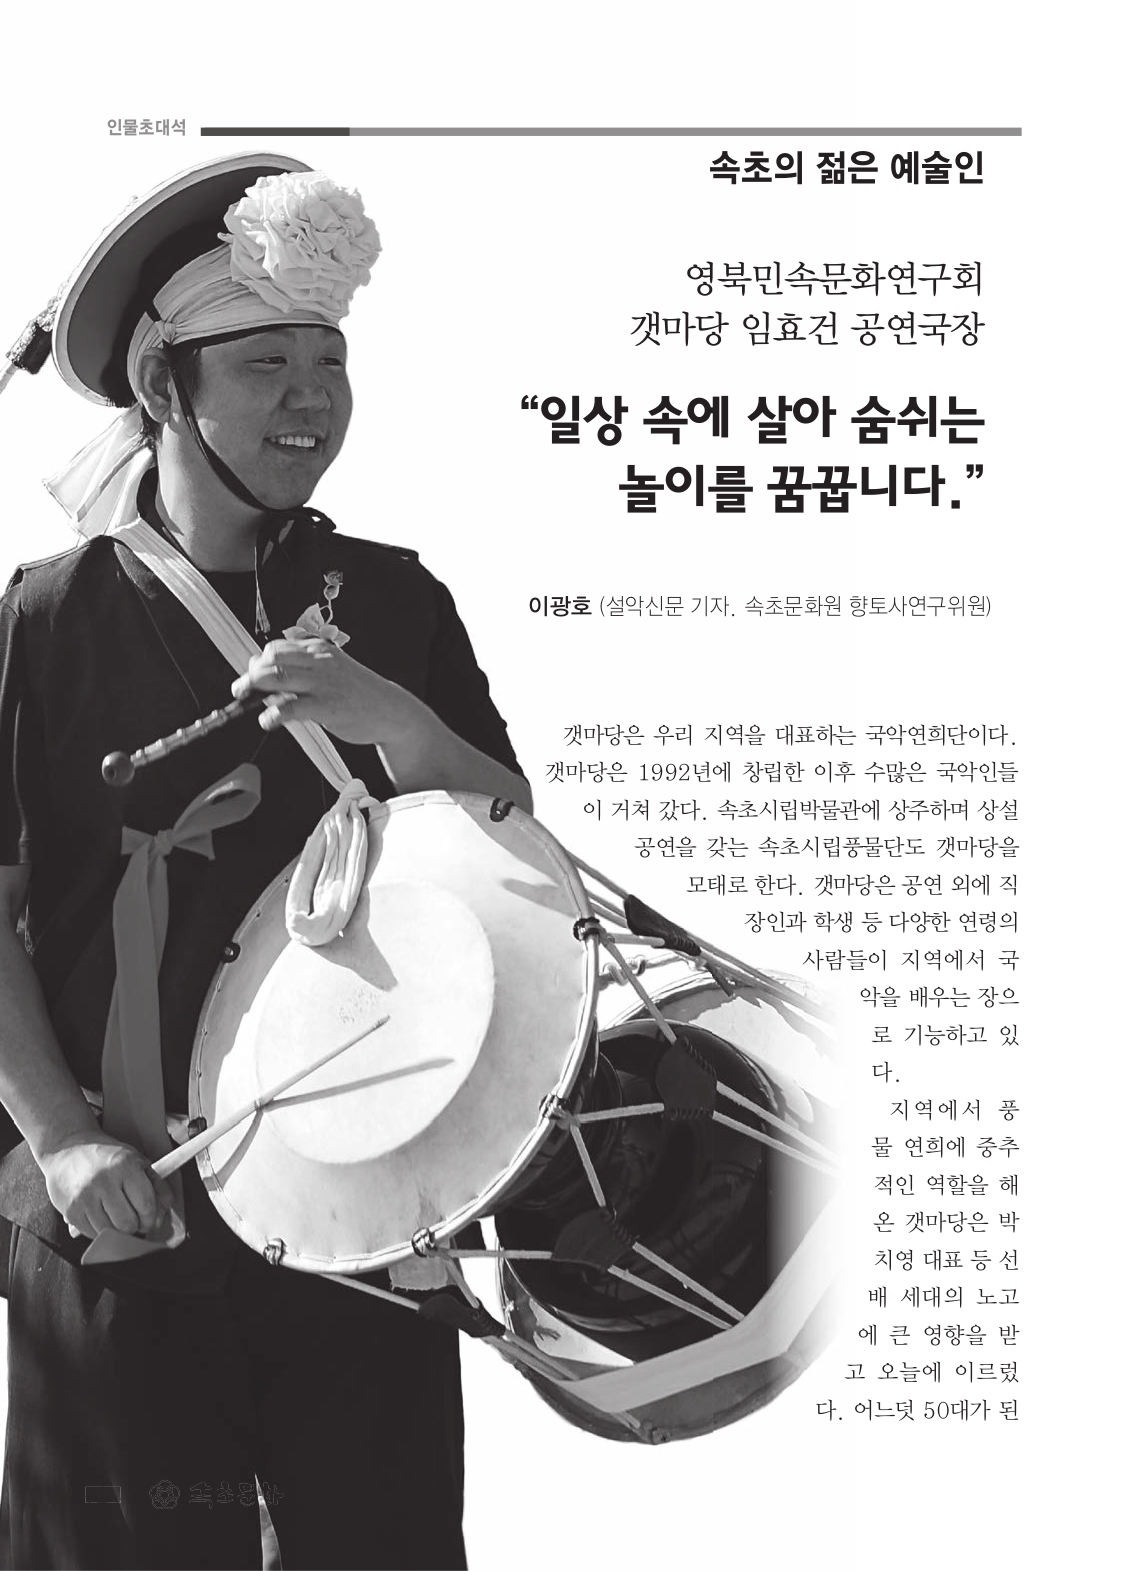 인물초대석
속초의 젊은 예술인
영북민속문화연구회
갯마당 임효건 공연국장
“일상 속에 살아 숨쉬는
놀이를 꿈꿉니다.”
이광호 (설악신문 기자. 속초문화원 향토사연구위원)
갯마당은 우리 지역을 대표하는 국악연희단이다.
갯마당은 1992년에 창립한 이후 수많은 국악인들
이 거쳐 갔다. 속초시립박물관에 상주하며 상설
공연을 갖는 속초시립풍물단도 갯마당을
모태로 한다. 갯마당은 공연 외에 직
장인과 학생 등 다양한 연령의
사람들이 지역에서 국
악을 배우는 장으
로 기능하고 있
다.
지역에서 풍
물 연희에 중추
적인 역할을 해
온 갯마당은 박
치영 대표 등 선
배 세대의 노고
에 큰 영향을 받
고 오늘에 이르렀
다. 어느덧 50대가 된
속초문화